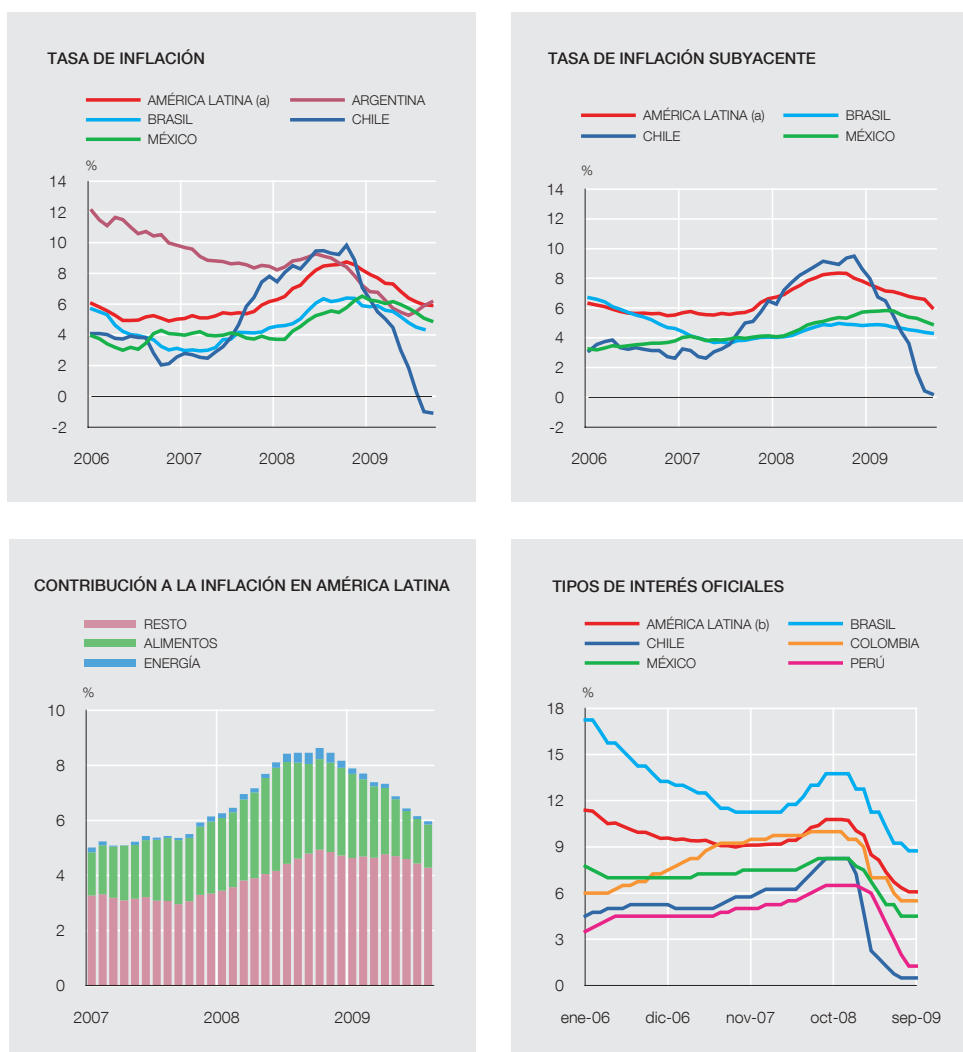 TASA DE INFLACIÓN
AMÉRICA LATINA (a) ARGENTINA
BRASIL CHILE
MÉXICO
%
14
12
10
8
6
4
2
0
-2
2006 2007 2008 2009
TASA DE INFLACIÓN SUBYACENTE
AMÉRICA LATINA (a) BRASIL
CHILE MÉXICO
%
14
12
10
8
6
4
2
0
-2
2006 2007 2008 2009
CONTRIBUCIÓN A LA INFLACIÓN EN AMÉRICA LATINA
RESTO
ALIMENTOS
ENERGÍA
%
10
8
6
4
2
0
2007 2008 2009
TIPOS DE INTERÉS OFICIALES
AMÉRICA LATINA (b) BRASIL
CHILE COLOMBIA
MÉXICO PERÚ
%
18
15
12
9
6
3
0
ene-06 dic-06 nov-07 oct-08 sep-09